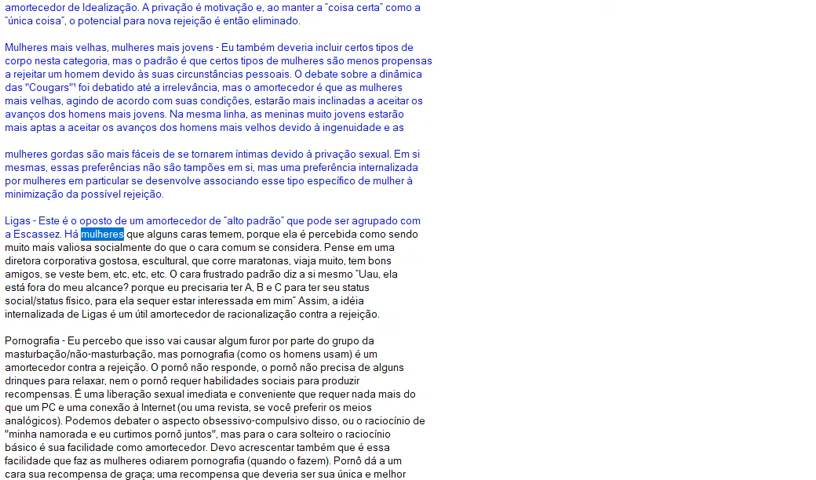 amortecedor de Idealização. A privação é motivação e, ao manter a “coisa certa” como a
“única coisa”, o potencial para nova rejeição é então eliminado.
Mulheres mais velhas, mulheres mais jovens - Eu também deveria incluir certos tipos de
corpo nesta categoria, mas o padrão é que certos tipos de mulheres são menos propensas
a rejeitar um homem devido às suas circunstâncias pessoais. O debate sobre a dinâmica
das "Cougars"¹ foi debatido até a irrelevância, mas o amortecedor é que as mulheres
mais velhas, agindo de acordo com suas condições, estarão mais inclinadas a aceitar os
avanços dos homens mais jovens. Na mesma linha, as meninas muito jovens estarão
mais aptas a aceitar os avanços dos homens mais velhos devido à ingenuidade e as
mulheres gordas são mais fáceis de se tornarem íntimas devido à privação sexual. Em si
mesmas, essas preferências não são tampões em si, mas uma preferência internalizada
por mulheres em particular se desenvolve associando esse tipo específico de mulher à
minimização da possível rejeição.
Ligas - Este é o oposto de um amortecedor de “alto padrão” que pode ser agrupado com
a Escassez. Há mulheres que alguns caras temem, porque ela é percebida como sendo
muito mais valiosa socialmente do que o cara comum se considera. Pense em uma
diretora corporativa gostosa, escultural, que corre maratonas, viaja muito, tem bons
amigos, se veste bem, etc, etc, etc. O cara frustrado padrão diz a si mesmo “Uau, ela
está fora do meu alcance? porque eu precisaria ter A, B e C para ter seu status
social/status físico, para ela sequer estar interessada em mim” Assim, a idéia
internalizada de Ligas é um útil amortecedor de racionalização contra a rejeição.
Pornografia - Eu percebo que isso vai causar algum furor por parte do grupo da
masturbação/não-masturbação, mas pornografia (como os homens usam) é um
amortecedor contra a rejeição. O pornô não responde, o pornô não precisa de alguns
drinques para relaxar, nem o pornô requer habilidades sociais para produzir
recompensas. É uma liberação sexual imediata e conveniente que requer nada mais do
que um PC e uma conexão à Internet (ou uma revista, se você preferir os meios
analógicos). Podemos debater o aspecto obsessivo-compulsivo disso, ou o raciocínio de
"minha namorada e eu curtimos pornô juntos", mas para o cara solteiro o raciocínio
básico é sua facilidade como amortecedor. Devo acrescentar também que é essa
facilidade que faz as mulheres odiarem pornografia (quando o fazem). Pornô dá a um
cara sua recompensa de graça; uma recompensa que deveria ser sua única e melhor